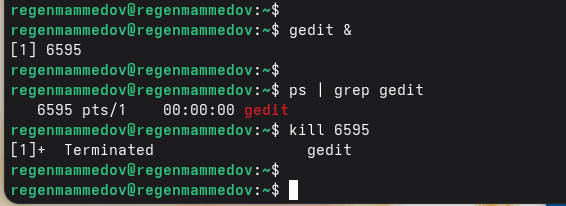 regenmammedov@regenmammedov:~$
regenmammedov@regenmammedov:~$ gedit &
[1] 6595
regenmammedov@regenmammedov:~$
regenmammedov@regenmammedov:~$ ps | grep gedit
   6595 pts/1    00:00:00 gedit
regenmammedov@regenmammedov:~$ kill 6595
[1]+  Terminated                 gedit
regenmammedov@regenmammedov:~$
regenmammedov@regenmammedov:~$